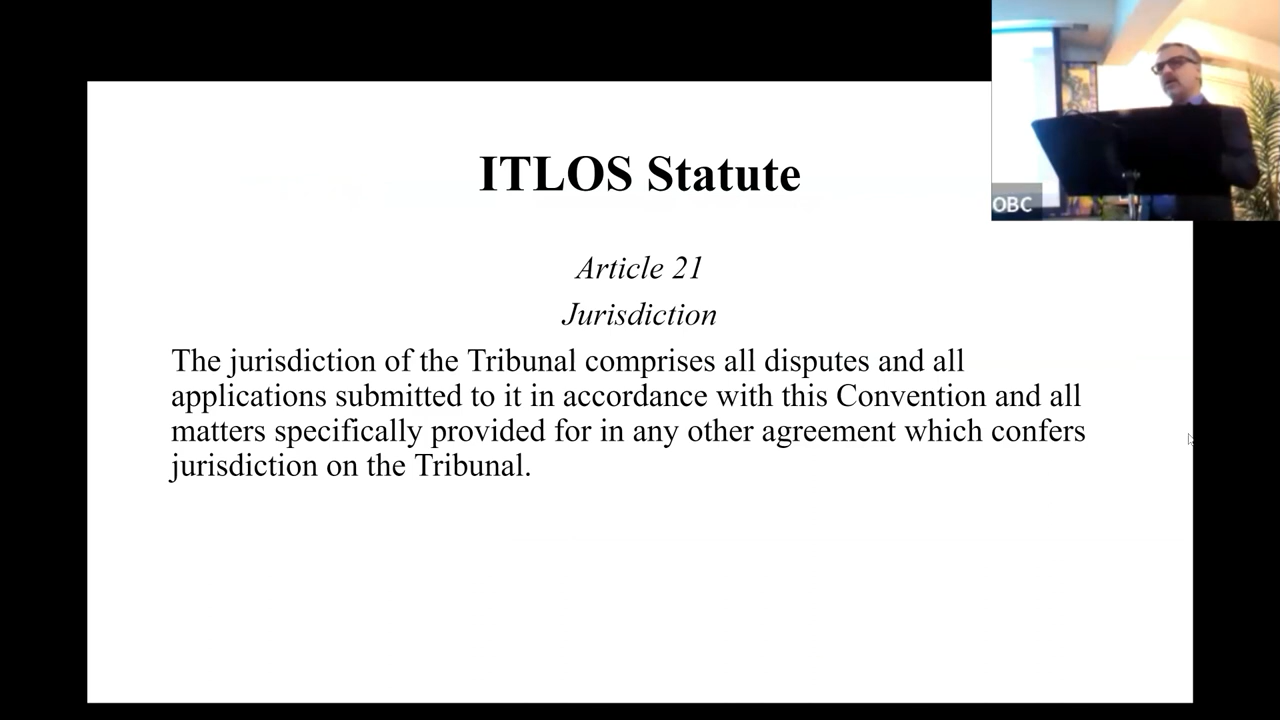 ITLOS Statute
OBC
Article 21
Jurisdiction
The jurisdiction of the Tribunal comprises all disputes and all
applications submitted to it in accordance with this Convention and all
matters specifically provided for in any other agreement which confers
jurisdiction on the Tribunal.